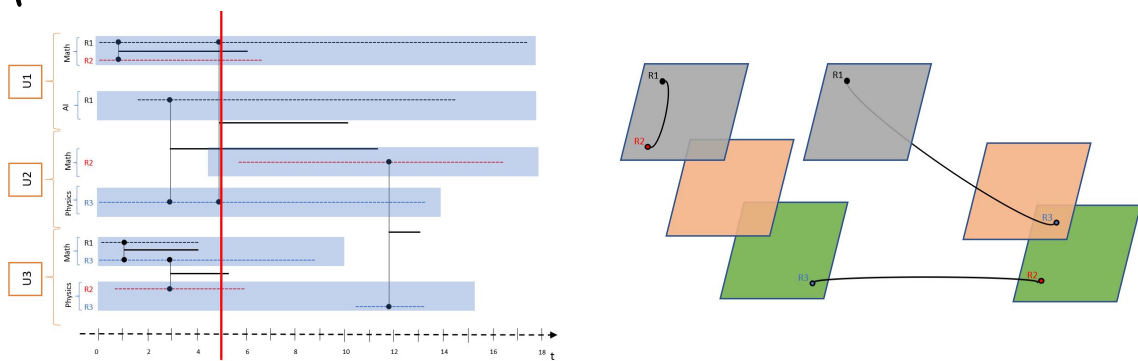 U1
Math
R1
R2
AI
R1
U2
Math
R2
Physics
R3
U3
Math
R1
R3
Physics
R2
R3
0 2 4 6 8 10 12 14 16 18 t
R1
R2
R1
R3
R3
R2